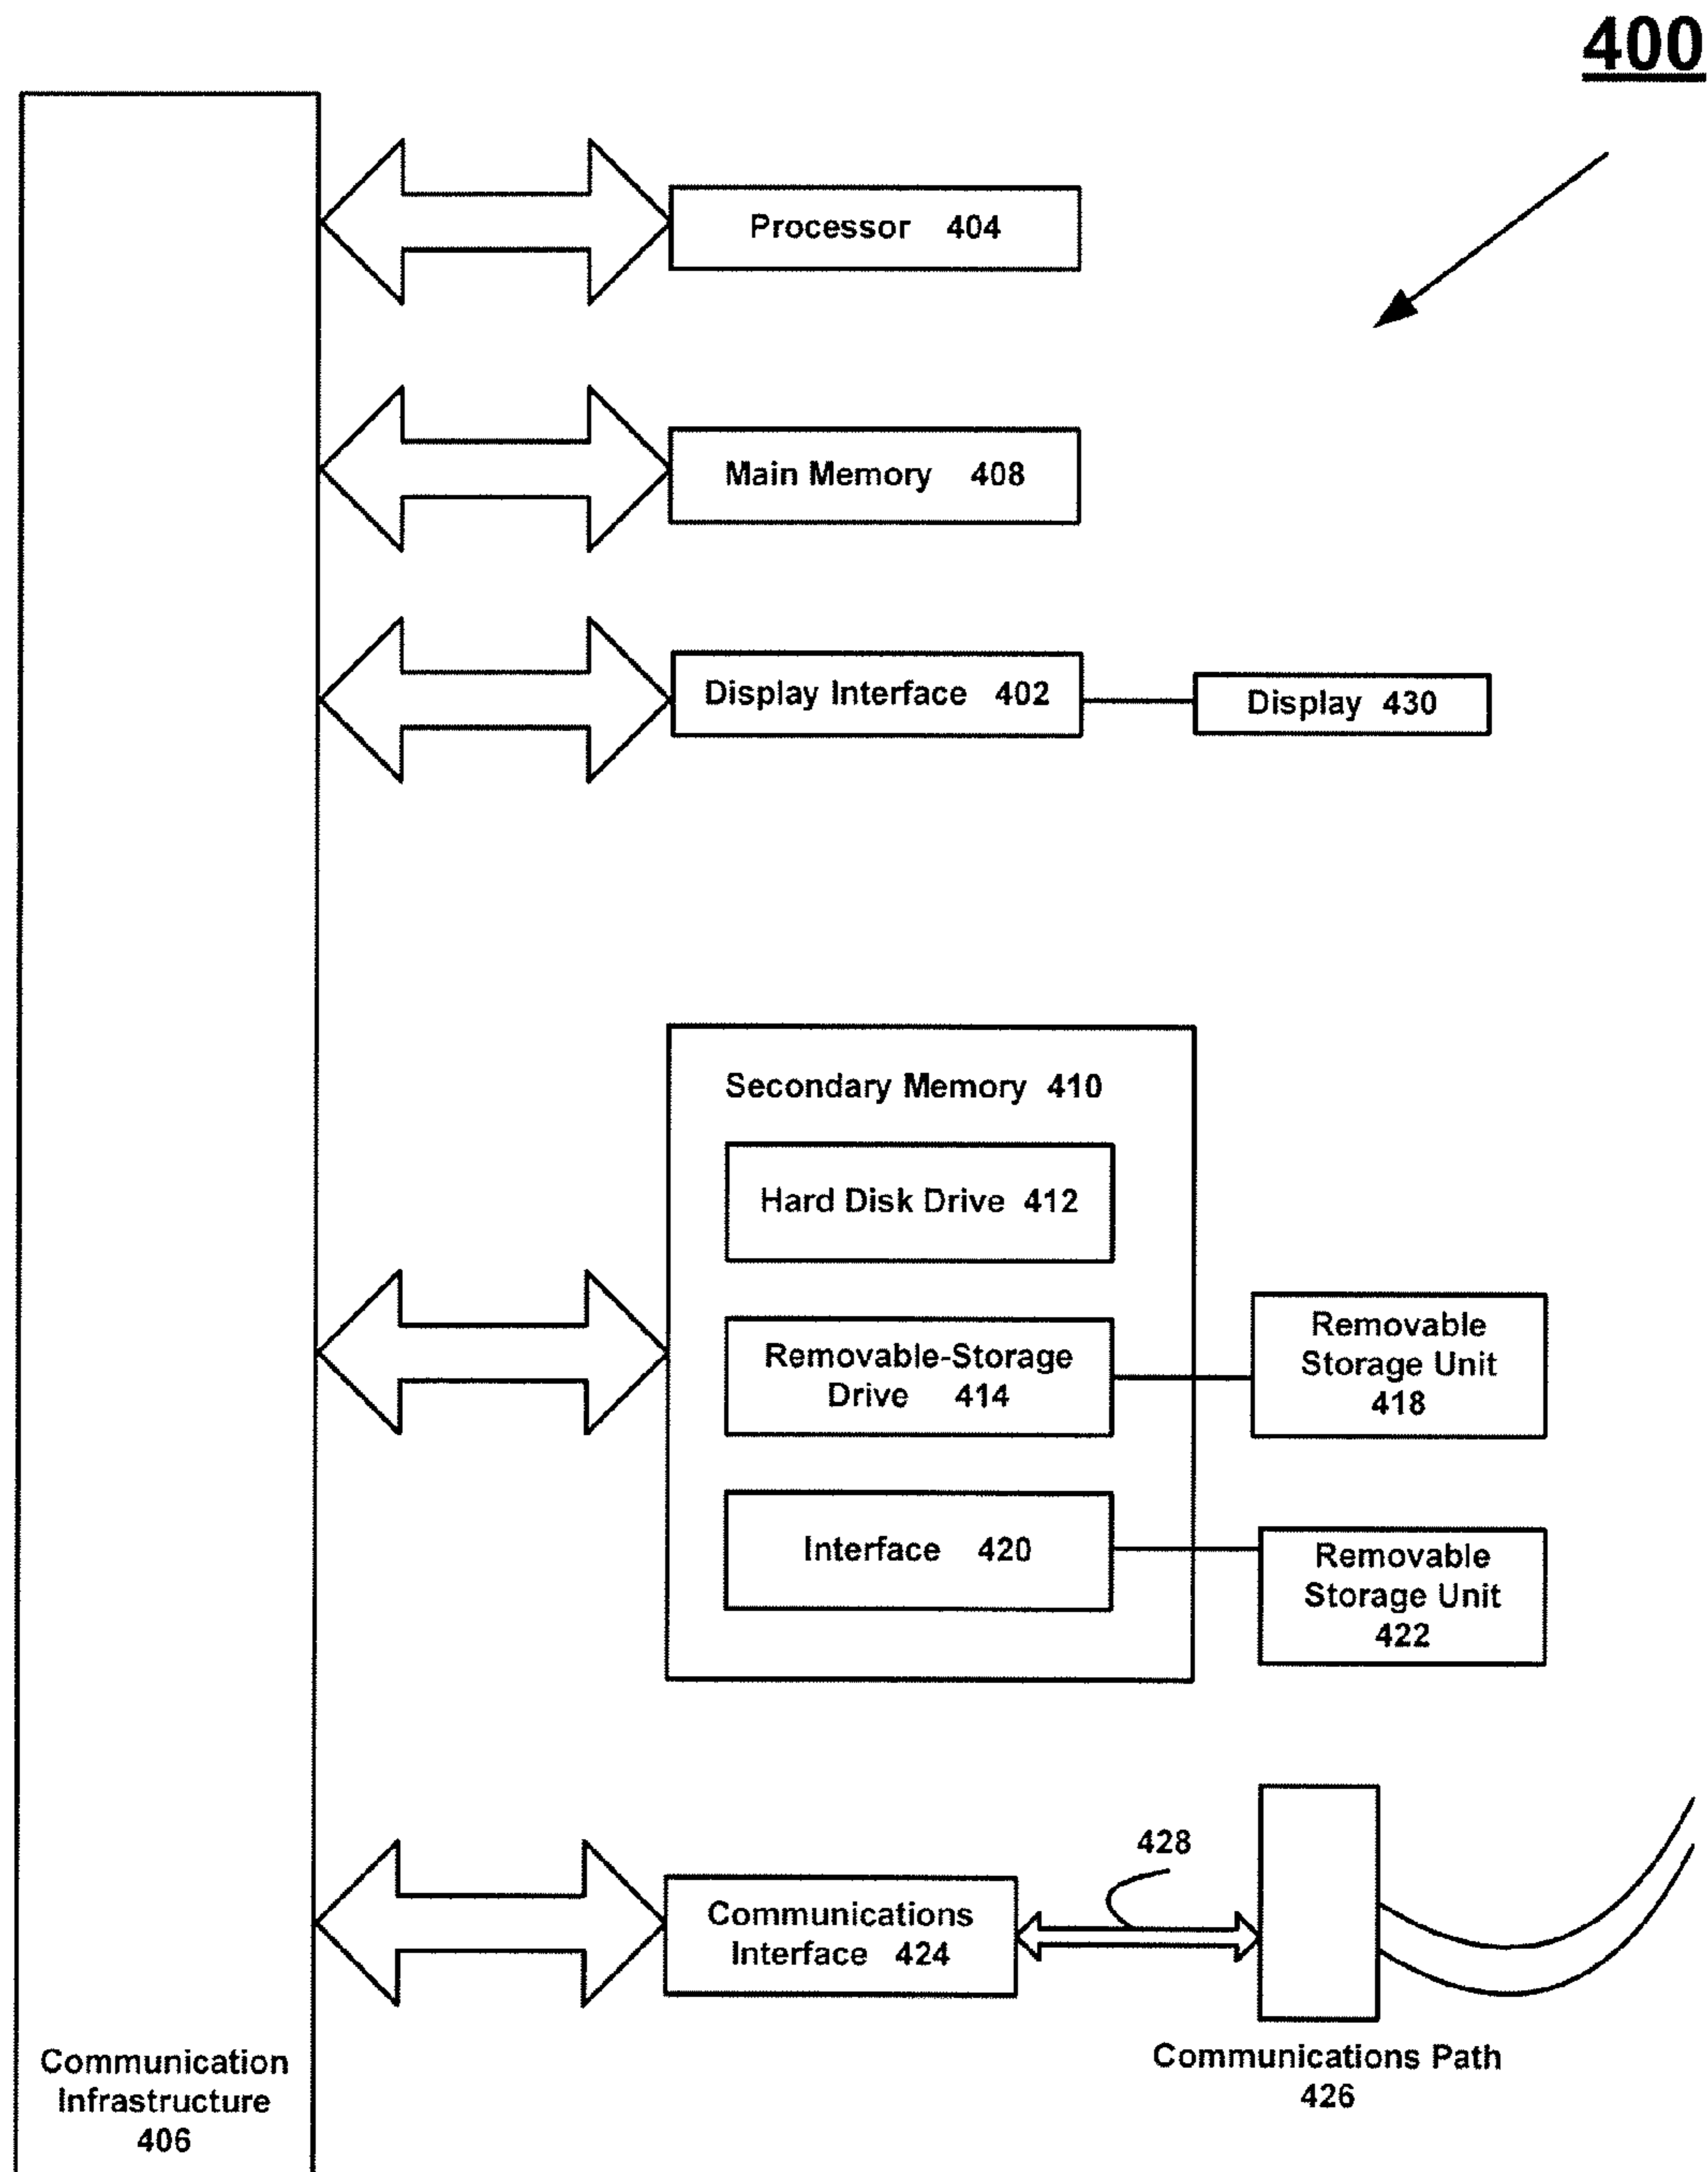 400
Processor 404
Main Memory 408
Display Interface 402
Display 430
Secondary Memory 410
Hard Disk Drive 412
Removable-Storage
Drive 414
Removable
Storage Unit
418
Interface 420
Removable
Storage Unit
422
428
Communications
Interface 424
Communications Path
426
Communication
Infrastructure
406